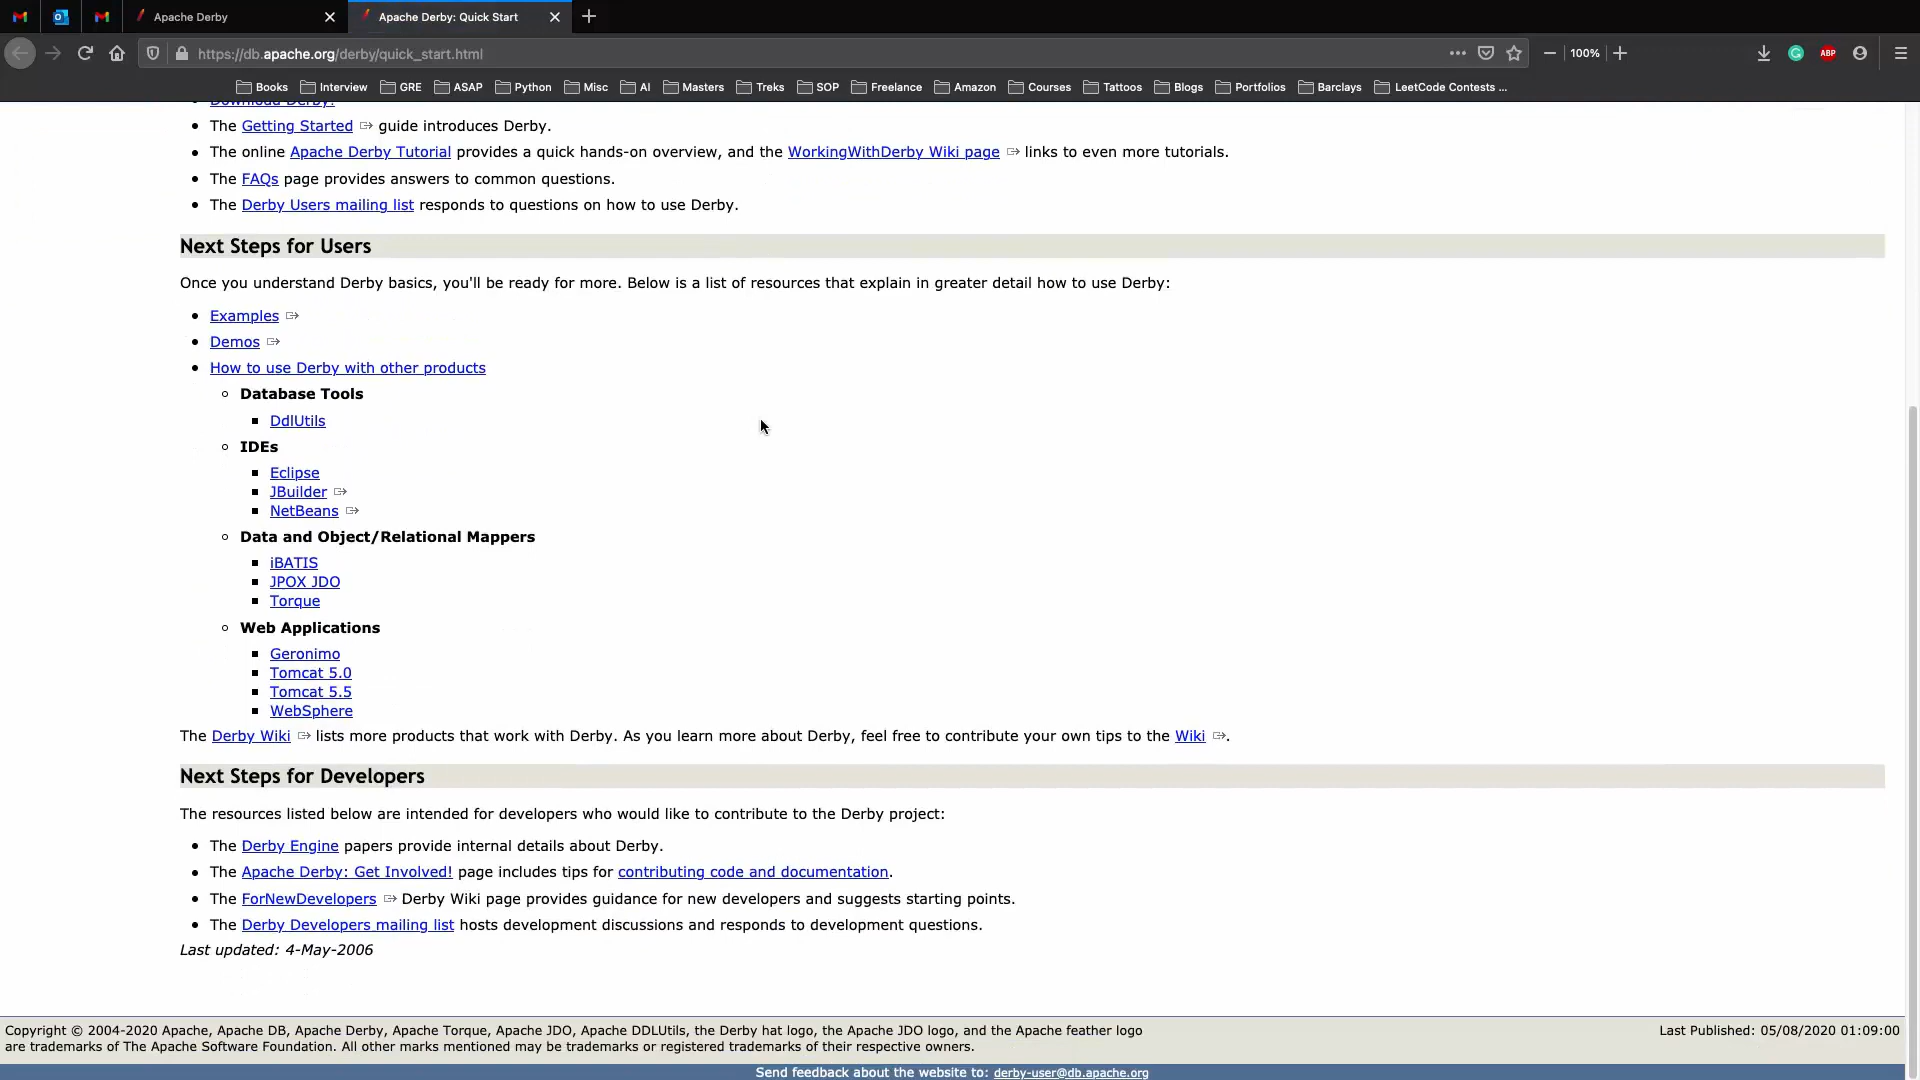 Apache Derby
Apache Derby: Quick Start
https://db.apache.org/derby/quick_start.html
100%
ABP
Books Interview GRE ASAP Python Misc AI Masters Treks SOP Freelance Amazon Courses Tattoos Blogs Portfolios Barclays LeetCode Contests ...
Download Derby!
The Getting Started guide introduces Derby.
The online Apache Derby Tutorial provides a quick hands-on overview, and the WorkingWithDerby Wiki page links to even more tutorials.
The FAQs page provides answers to common questions.
The Derby Users mailing list responds to questions on how to use Derby.
Next Steps for Users
Once you understand Derby basics, you'll be ready for more. Below is a list of resources that explain in greater detail how to use Derby:
Examples
Demos
How to use Derby with other products
Database Tools
DdlUtils
IDEs
Eclipse
JBuilder
NetBeans
Data and Object/Relational Mappers
iBATIS
JPOX JDO
Torque
Web Applications
Geronimo
Tomcat 5.0
Tomcat 5.5
WebSphere
The Derby Wiki lists more products that work with Derby. As you learn more about Derby, feel free to contribute your own tips to the Wiki .
Next Steps for Developers
The resources listed below are intended for developers who would like to contribute to the Derby project:
The Derby Engine papers provide internal details about Derby.
The Apache Derby: Get Involved! page includes tips for contributing code and documentation.
The ForNewDevelopers Derby Wiki page provides guidance for new developers and suggests starting points.
The Derby Developers mailing list hosts development discussions and responds to development questions.
Last updated: 4-May-2006
Copyright © 2004-2020 Apache, Apache DB, Apache Derby, Apache Torque, Apache JDO, Apache DDLUtils, the Derby hat logo, the Apache JDO logo, and the Apache feather logo
are trademarks of The Apache Software Foundation. All other marks mentioned may be trademarks or registered trademarks of their respective owners.
Last Published: 05/08/2020 01:09:00
Send feedback about the website to: derby-user@db.apache.org